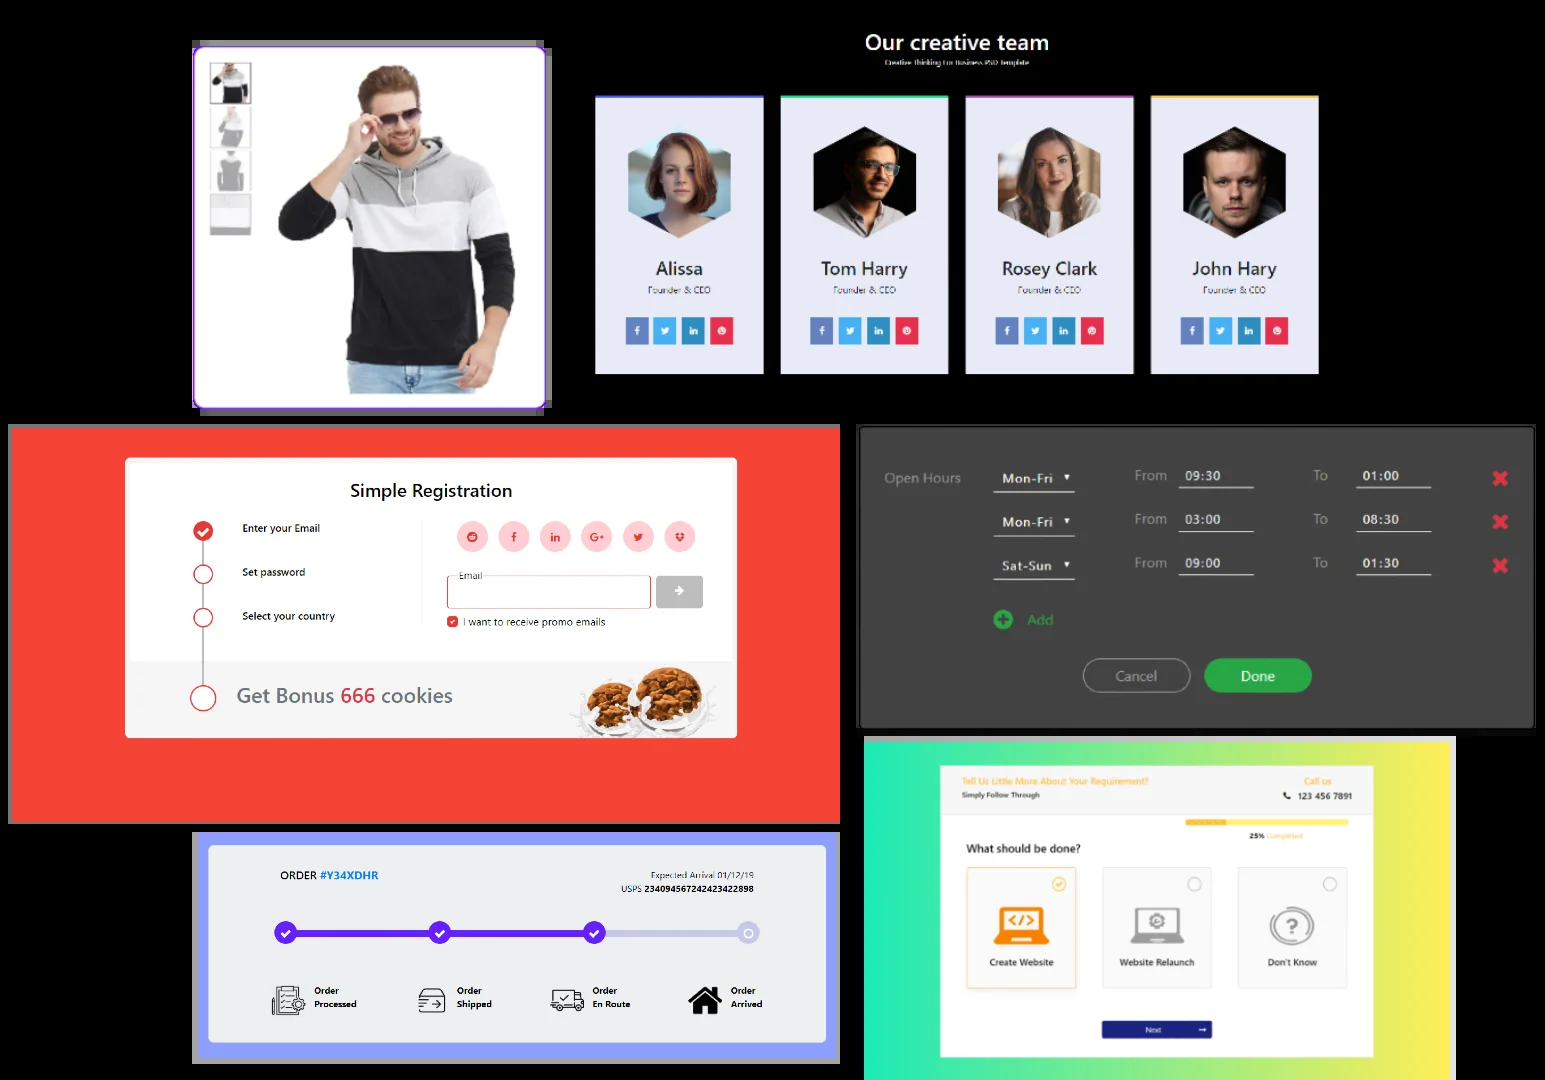 Our creative team
Creative Thinking For Business PSD Template
Alissa
Founder & CEO
Tom Harry
Founder & CEO
Rosey Clark
Founder & CEO
John Hary
Founder & CEO
Simple Registration
Enter your Email
Set password
Select your country
Email
I want to receive promo emails
Get Bonus 666 cookies
Open Hours Mon-Fri From 09:30 To 01:00
Mon-Fri From 03:00 To 08:30
Sat-Sun From 09:00 To 01:30
Add
Cancel Done
ORDER #Y34XDHR
Expected Arrival 01/12/19
USPS 234094567242423422898
Order Processed
Order Shipped
Order En Route
Order Arrived
Tell Us Little More About Your Requirement?
Simply Follow Through
Call us
123 456 7891
25% Completed
What should be done?
Create Website
Website Relaunch
Don't Know
Next